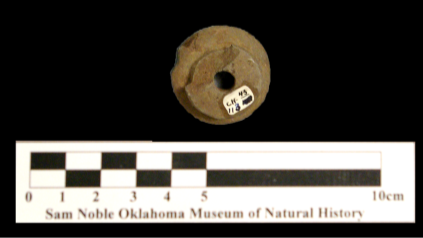 0 1 2 3 4 5 10cm
Sam Noble Oklahoma Museum of Natural History